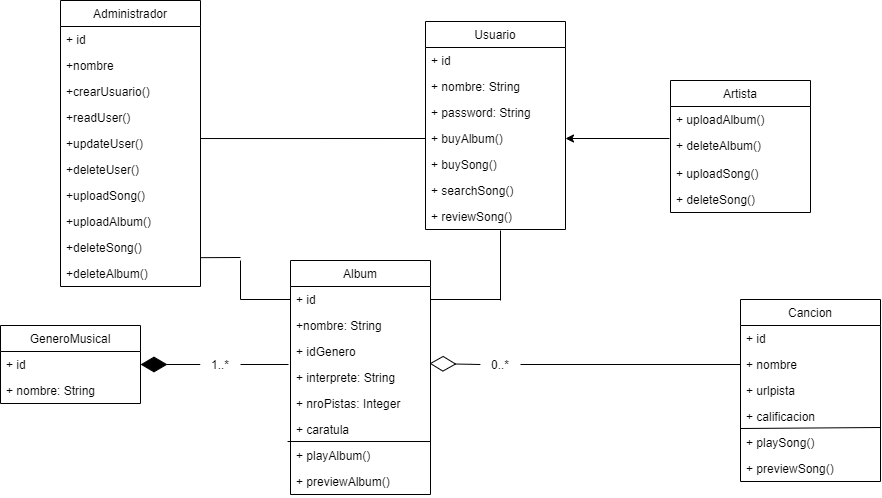 Administrador
+ id
+nombre
+crearUsuario()
+readUser()
+updateUser()
+deleteUser()
+uploadSong()
+uploadAlbum()
+deleteSong()
+deleteAlbum()
Usuario
+ id
+ nombre: String
+ password: String
+ buyAlbum()
+ buySong()
+ searchSong()
+ reviewSong()
Artista
+ uploadAlbum()
+ deleteAlbum()
+ uploadSong()
+ deleteSong()
GeneroMusical
+ id
+ nombre: String
1..*
Album
+ id
+nombre: String
+ idGenero
+ interprete: String
+ nroPistas: Integer
+ caratula
+ playAlbum()
+ previewAlbum()
0..*
Cancion
+ id
+ nombre
+ urlpista
+ calificacion
+ playSong()
+ previewSong()